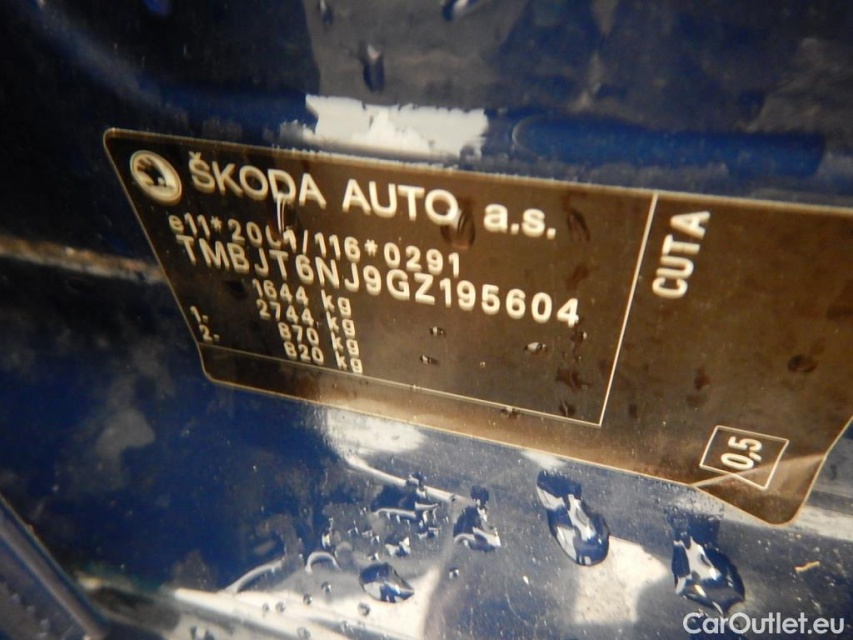 ŠKODA AUTO a.s.
e11*2001/116*0291
TMBJT6NJ9GZ195604
1644 kg
2744 kg
1. 870 kg
2. 820 kg
CUTA
0,5
CarOutlet.eu